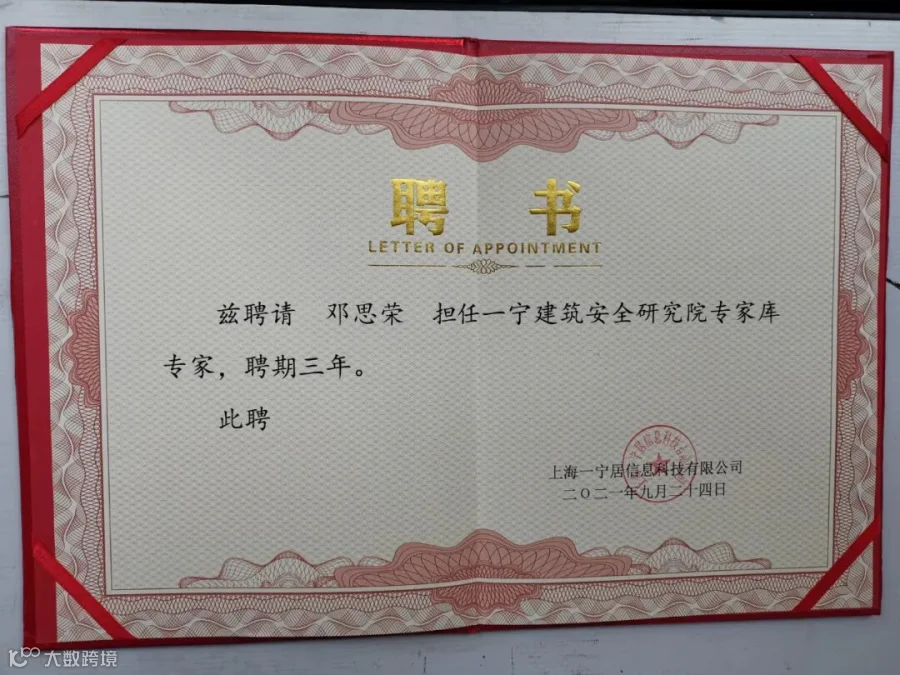 聘 书
LETTER OF APPOINTMENT
兹聘请 邓思荣 担任一宁建筑安全研究院专家库
专家，聘期三年。
此聘
上海一宁居信息科技有限公司
二〇二一年九月二十四日
大数跨境